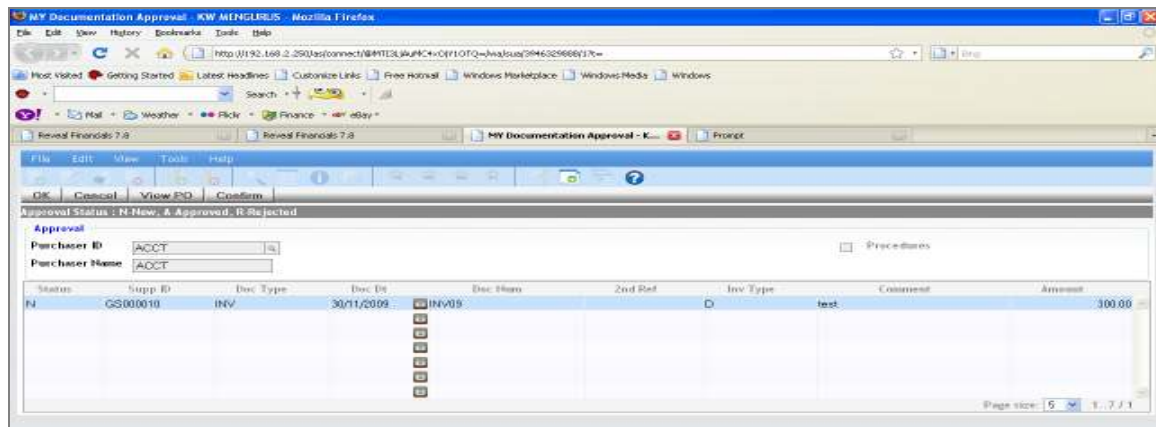 MY Documentation Approval - KW MENGURUS - Mozilla Firefox
File Edit View History Bookmarks Tools Help
Most Visited Getting Started Latest Headlines Customize Links Free Hotmail Windows Marketplace Windows Media Windows
Search
Mail Weather Flickr Finance eBay
Reveal Financials 7.8 Reveal Financials 7.8 MY Documentation Approval - K... Prompt
File Edit View Tools Help
OK Cancel View PO Confirm
Approval Status : N-New, A Approved, R-Rejected
Approval
Purchaser ID ACCT Procedures
Purchaser Name ACCT
Status Supp ID Doc Type Doc Dt Doc Num 2nd Ref Inv Type Comment Amount
N GS000010 INV 30/11/2009 INV09 D test 300.00
Page size: 5 1..7 / 1